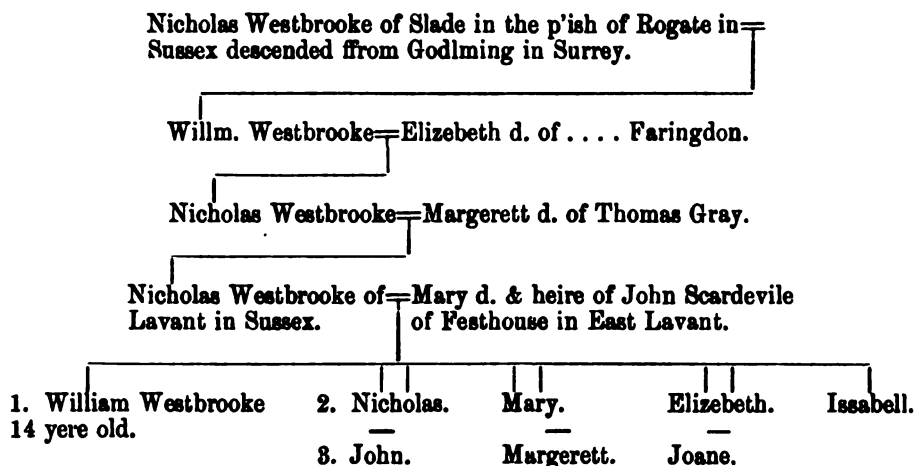 Nicholas Westbrooke of Slade in the p'ish of Rogate in
Sussex descended ffrom Godlming in Surrey.
Willm. Westbrooke=Elizebeth d. of . . . . Faringdon.
Nicholas Westbrooke=Margerett d. of Thomas Gray.
Nicholas Westbrooke of=Mary d. & heire of John Scardevile
Lavant in Sussex. of Festhouse in East Lavant.
1. William Westbrooke 2. Nicholas. Mary. Elizebeth. Issabell.
14 yere old.
3. John. Margerett. Joane.